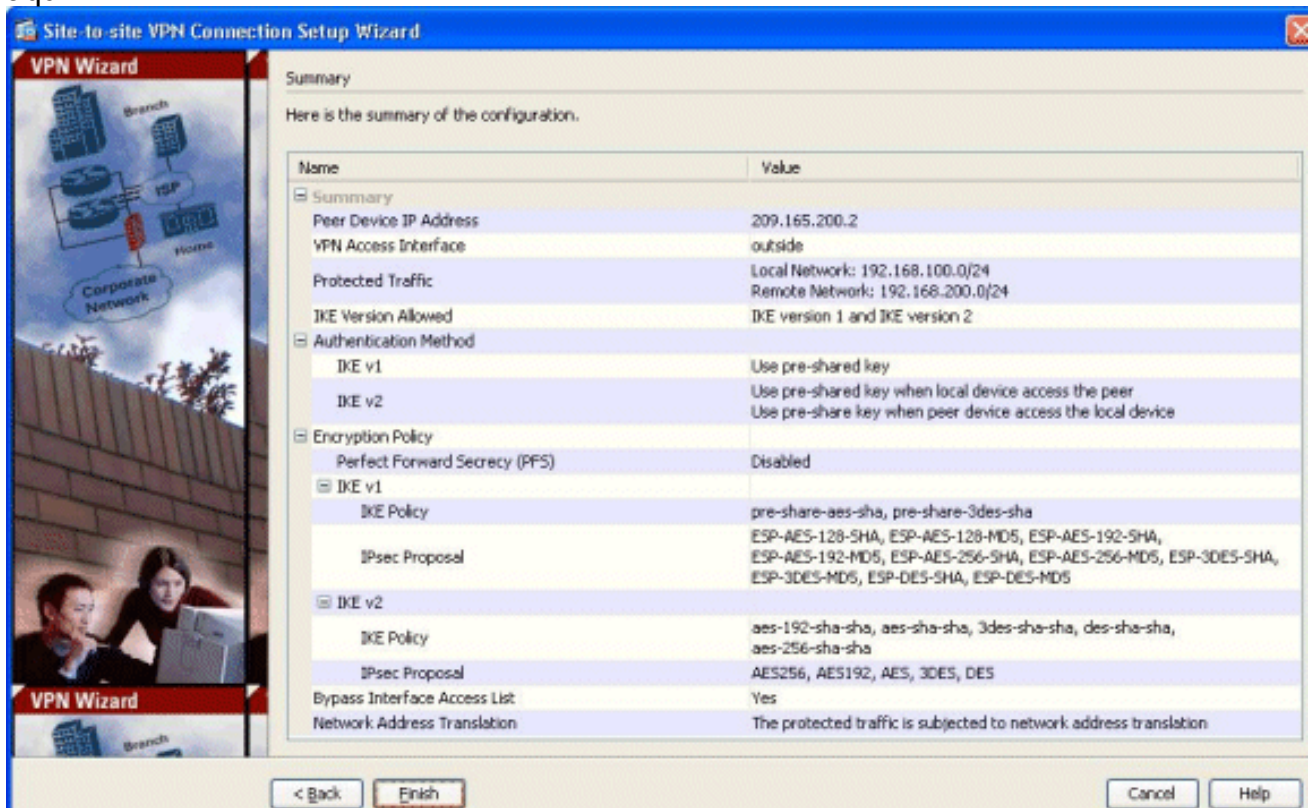 Site-to-site VPN Connection Setup Wizard
VPN Wizard
Branch
ISP
Home
Corporate
Network
VPN Wizard
Branch
Summary
Here is the summary of the configuration.
Name Value
Summary
Peer Device IP Address 209.165.200.2
VPN Access Interface outside
Protected Traffic Local Network: 192.168.100.0/24
Remote Network: 192.168.200.0/24
IKE Version Allowed IKE version 1 and IKE version 2
Authentication Method
IKE v1 Use pre-shared key
IKE v2 Use pre-shared key when local device access the peer
Use pre-share key when peer device access the local device
Encryption Policy
Perfect Forward Secrecy (PFS) Disabled
IKE v1
IKE Policy pre-share-aes-sha, pre-share-3des-sha
IPsec Proposal ESP-AES-128-SHA, ESP-AES-128-MD5, ESP-AES-192-SHA,
ESP-AES-192-MD5, ESP-AES-256-SHA, ESP-AES-256-MD5, ESP-3DES-SHA,
ESP-3DES-MD5, ESP-DES-SHA, ESP-DES-MD5
IKE v2
IKE Policy aes-192-sha-sha, aes-sha-sha, 3des-sha-sha, des-sha-sha,
aes-256-sha-sha
IPsec Proposal AES256, AES192, AES, 3DES, DES
Bypass Interface Access List Yes
Network Address Translation The protected traffic is subjected to network address translation
< Back Finish Cancel Help